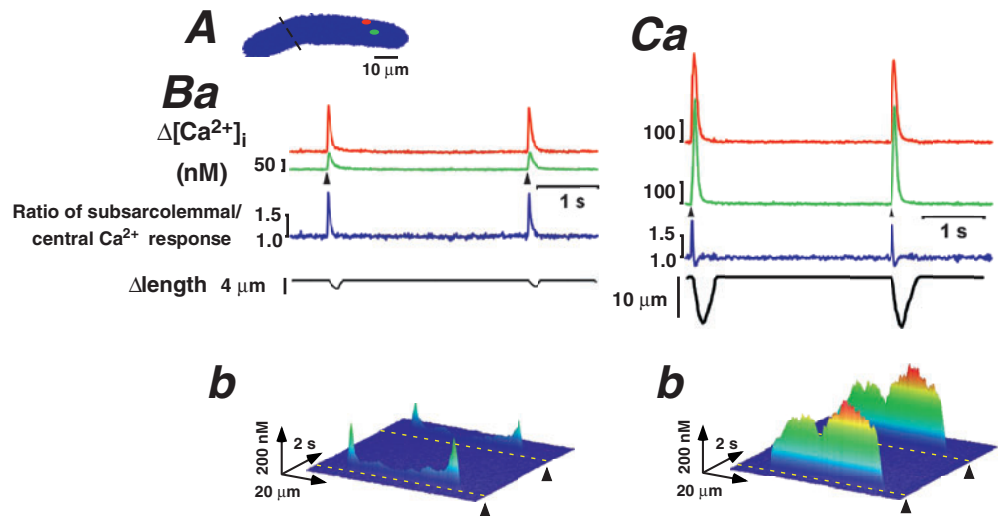 A
10 μm
Ba
Δ[Ca²⁺]ᵢ
(nM)
50
1 s
Ratio of subsarcolemmal/
central Ca²⁺ response
1.5
1.0
Δlength 4 μm
b
200 nM
2 s
20 μm
Ca
100
100
1 s
1.5
1.0
10 μm
b
200 nM
2 s
20 μm